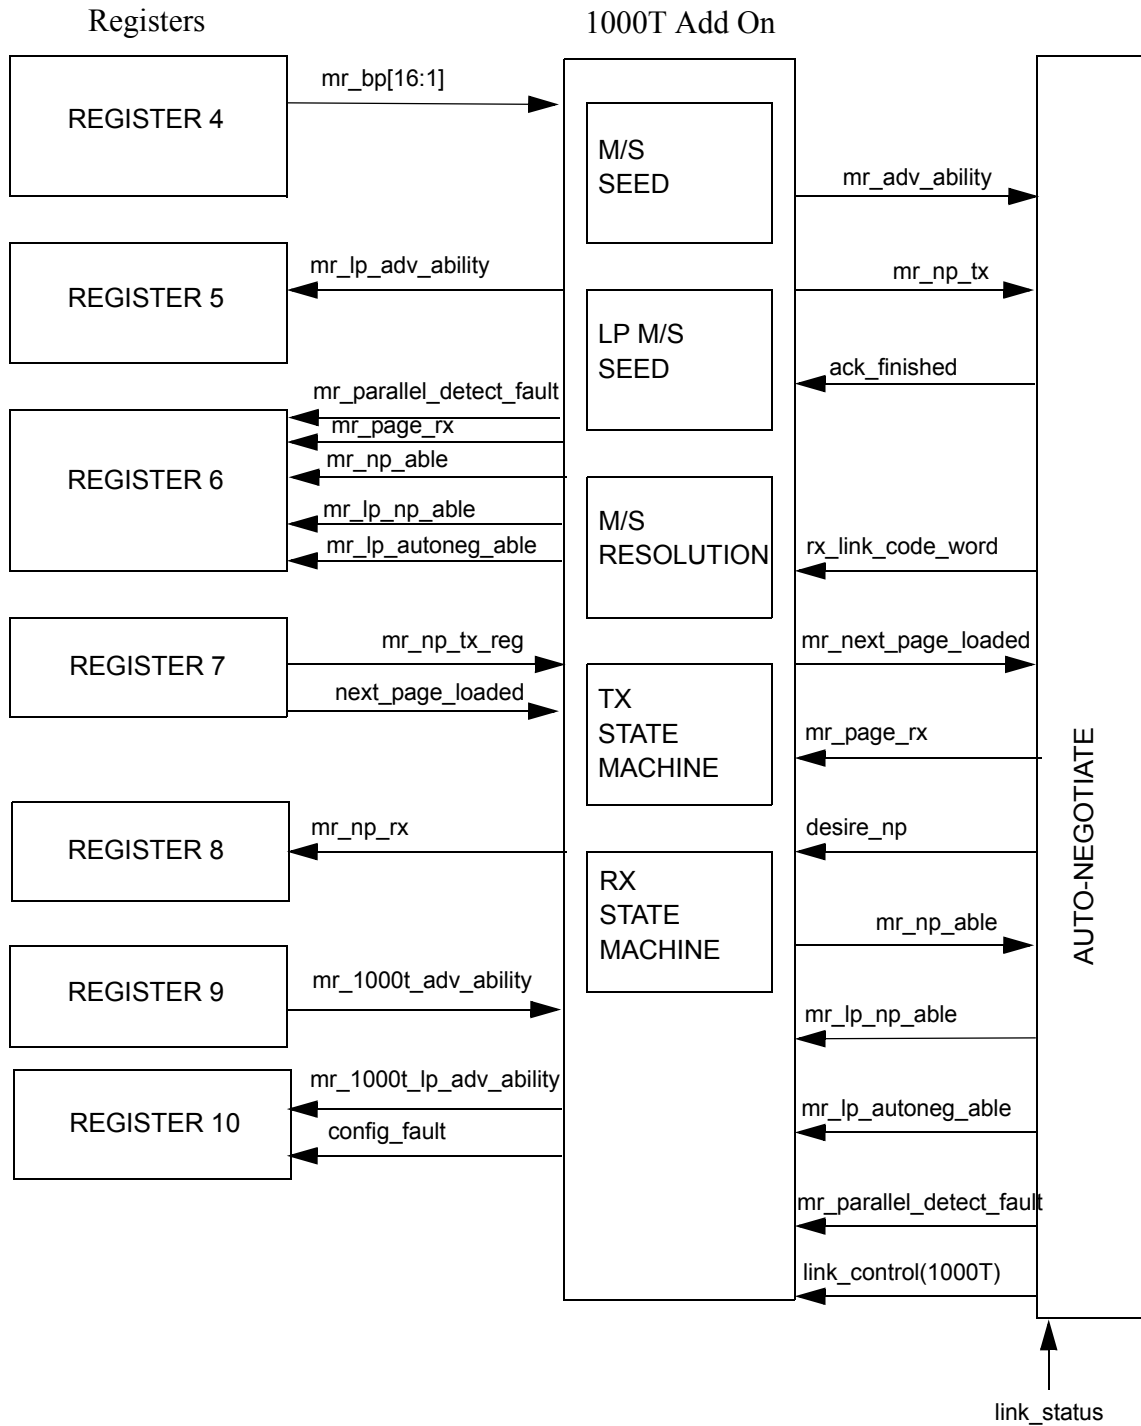 Registers
1000T Add On
REGISTER 4
mr_bp[16:1]
REGISTER 5
mr_lp_adv_ability
REGISTER 6
mr_parallel_detect_fault
mr_page_rx
mr_np_able
mr_lp_np_able
mr_lp_autoneg_able
REGISTER 7
mr_np_tx_reg
next_page_loaded
REGISTER 8
mr_np_rx
REGISTER 9
mr_1000t_adv_ability
REGISTER 10
mr_1000t_lp_adv_ability
config_fault
M/S
SEED
LP M/S
SEED
M/S
RESOLUTION
TX
STATE
MACHINE
RX
STATE
MACHINE
mr_adv_ability
mr_np_tx
ack_finished
rx_link_code_word
mr_next_page_loaded
mr_page_rx
desire_np
mr_np_able
mr_lp_np_able
mr_lp_autoneg_able
mr_parallel_detect_fault
link_control(1000T)
AUTO-NEGOTIATE
link_status